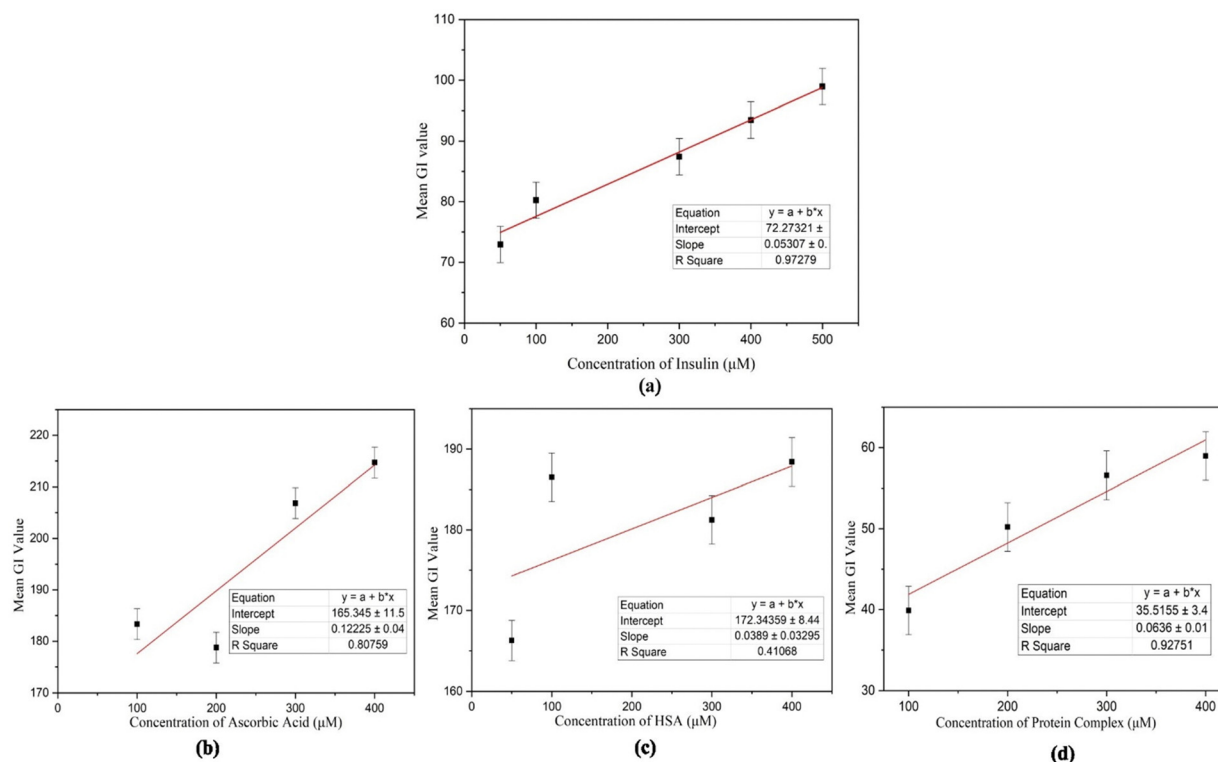 110
100
90
80
70
60
Mean GI value
Equation y = a + b*x
Intercept 72.27321 ±
Slope 0.05307 ± 0.
R Square 0.97279
0 100 200 300 400 500
Concentration of Insulin (µM)
(a)
220
210
200
190
180
170
Mean GI Value
Equation y = a + b*x
Intercept 165.345 ± 11.5
Slope 0.12225 ± 0.04
R Square 0.80759
0 100 200 300 400
Concentration of Ascorbic Acid (µM)
(b)
190
180
170
160
Mean GI Value
Equation y = a + b*x
Intercept 172.34359 ± 8.44
Slope 0.0389 ± 0.03295
R Square 0.41068
0 100 200 300 400
Concentration of HSA (µM)
(c)
60
50
40
30
Mean GI Value
Equation y = a + b*x
Intercept 35.5155 ± 3.4
Slope 0.0636 ± 0.01
R Square 0.92751
100 200 300 400
Concentration of Protein Complex (µM)
(d)